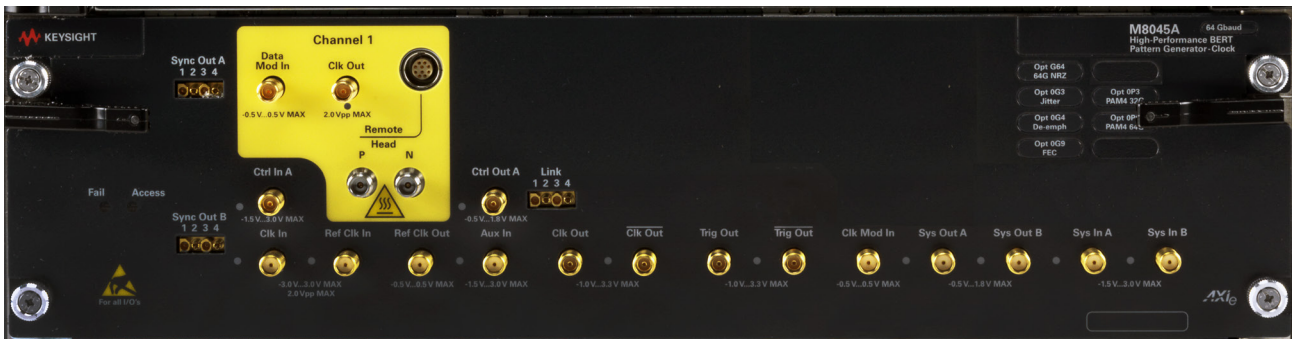 KEYSIGHT
Channel 1
M8045A
64 Gbaud
High-Performance BERT
Pattern Generator-Clock
Sync Out A
1 2 3 4
Data
Mod In
Clk Out
-0.5 V...0.5 V MAX
2.0 Vpp MAX
Remote
Head
P
N
Opt G64
64G NRZ
Opt 0G3
Jitter
Opt 0P3
PAM4 32G
Opt 0G4
De-emph
PAM4
Opt 0G9
FEC
Fail
Access
Ctrl In A
-1.5 V...3.0 V MAX
Ctrl Out A
-0.5 V...1.8 V MAX
Link
1 2 3 4
Sync Out B
1 2 3 4
Clk In
Ref Clk In
Ref Clk Out
Aux In
Clk Out
Clk Out
Trig Out
Trig Out
Clk Mod In
Sys Out A
Sys Out B
Sys In A
Sys In B
-3.0 V...3.0 V MAX
2.0 Vpp MAX
-0.5 V...0.5 V MAX
-1.5 V...3.0 V MAX
-1.0 V...3.3 V MAX
-1.0 V...3.3 V MAX
-0.5 V...0.5 V MAX
-0.5 V...1.8 V MAX
-1.5 V...3.0 V MAX
For all I/O's
AXIe